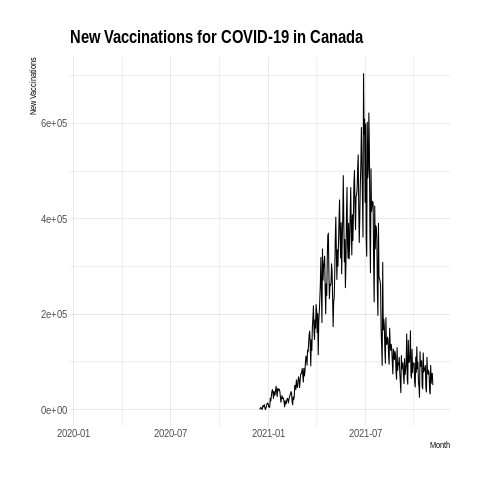 New Vaccinations for COVID-19 in Canada
New Vaccinations
6e+05
4e+05
2e+05
0e+00
2020-01
2020-07
2021-01
2021-07
Month